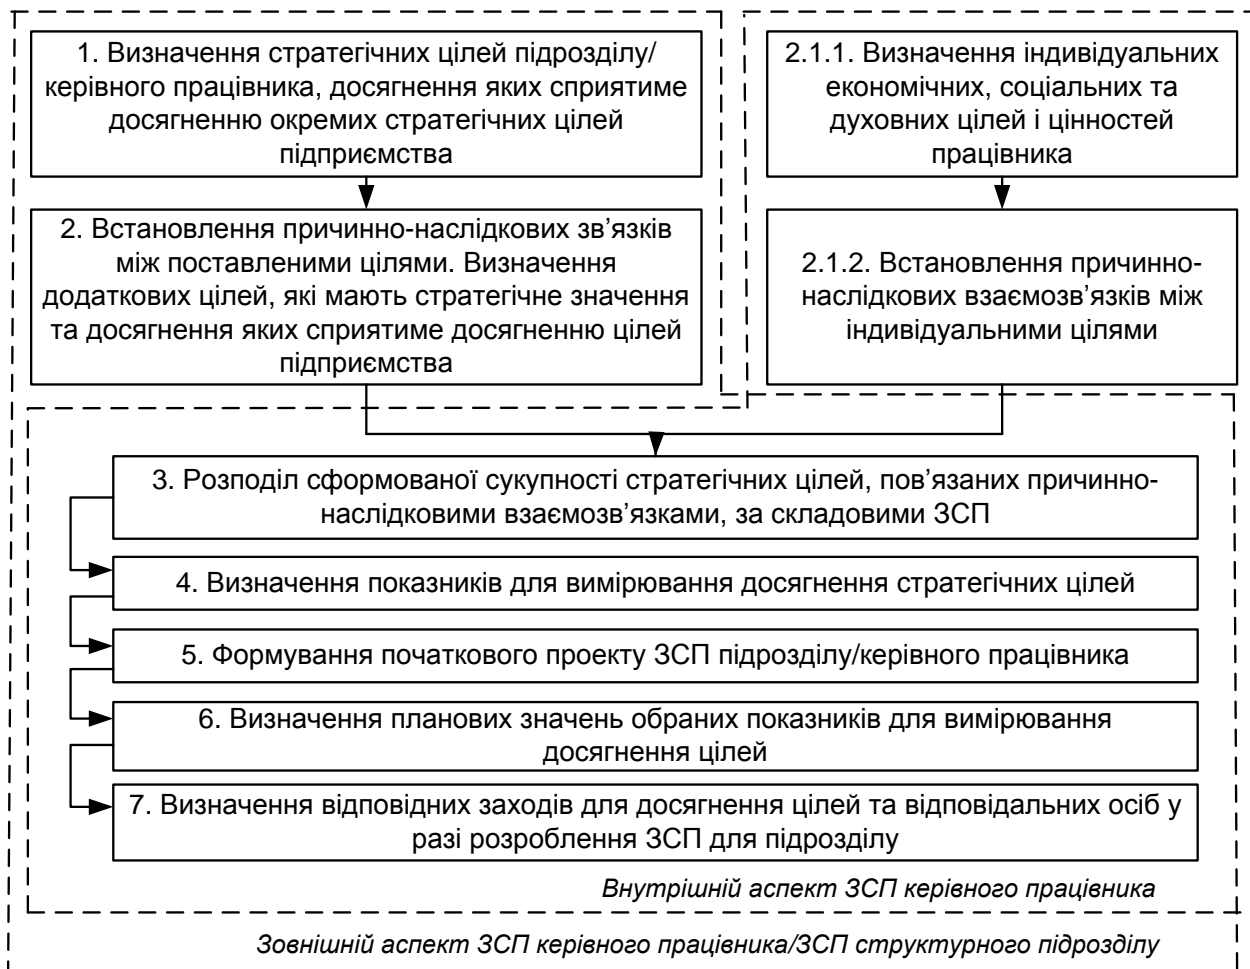 1. Визначення стратегічних цілей підрозділу/
керівного працівника, досягнення яких сприятиме
досягненню окремих стратегічних цілей
підприємства
2.1.1. Визначення індивідуальних
економічних, соціальних та
духовних цілей і цінностей
працівника
2. Встановлення причинно-наслідкових зв’язків
між поставленими цілями. Визначення
додаткових цілей, які мають стратегічне значення
та досягнення яких сприятиме досягненню цілей
підприємства
2.1.2. Встановлення причинно-
наслідкових взаємозв’язків між
індивідуальними цілями
3. Розподіл сформованої сукупності стратегічних цілей, пов’язаних причинно-
наслідковими взаємозв’язками, за складовими ЗСП
4. Визначення показників для вимірювання досягнення стратегічних цілей
5. Формування початкового проекту ЗСП підрозділу/керівного працівника
6. Визначення планових значень обраних показників для вимірювання
досягнення цілей
7. Визначення відповідних заходів для досягнення цілей та відповідальних осіб у
разі розроблення ЗСП для підрозділу
Внутрішній аспект ЗСП керівного працівника
Зовнішній аспект ЗСП керівного працівника/ЗСП структурного підрозділу